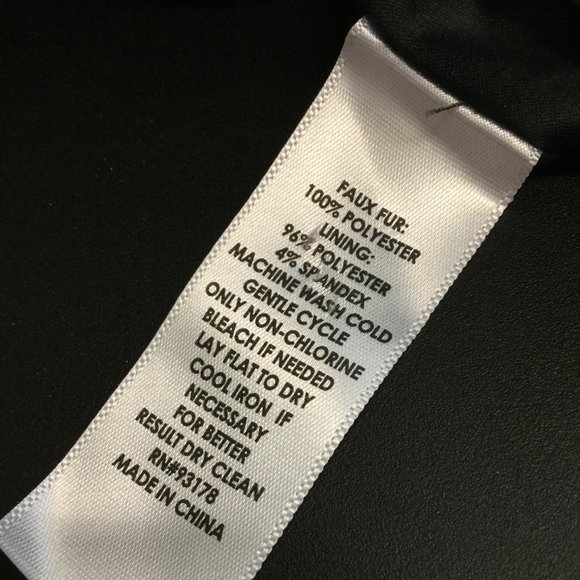 FAUX FUR:
100% POLYESTER
LINING:
96% POLYESTER
4% SPANDEX
MACHINE WASH COLD
GENTLE CYCLE
ONLY NON-CHLORINE
BLEACH IF NEEDED
LAY FLAT TO DRY
COOL IRON IF
NECESSARY
FOR BETTER
RESULT DRY CLEAN
RN#93178
MADE IN CHINA